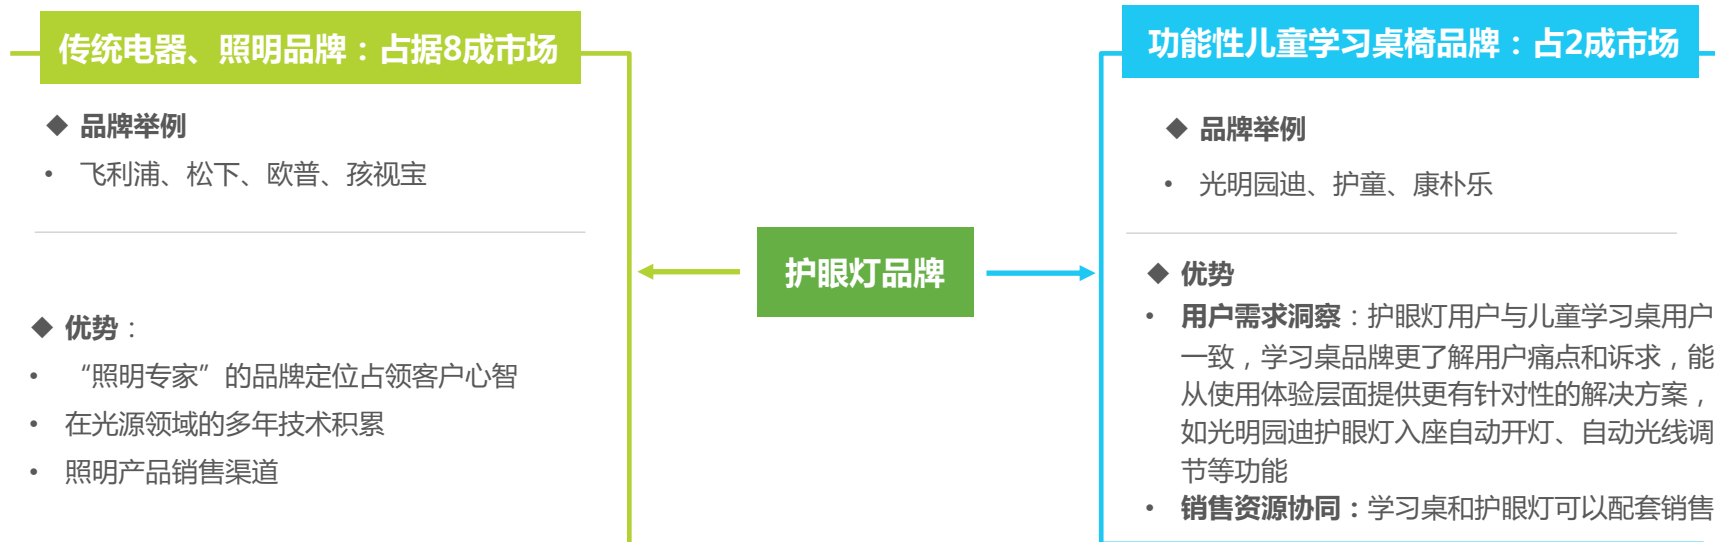 传统电器、照明品牌：占据8成市场
◆ 品牌举例
• 飞利浦、松下、欧普、孩视宝
◆ 优势：
• “照明专家”的品牌定位占领客户心智
• 在光源领域的多年技术积累
• 照明产品销售渠道
护眼灯品牌
功能性儿童学习桌椅品牌：占2成市场
◆ 品牌举例
• 光明园迪、护童、康朴乐
◆ 优势
• 用户需求洞察：护眼灯用户与儿童学习桌用户
一致，学习桌品牌更了解用户痛点和诉求，能
从使用体验层面提供更有针对性的解决方案，
如光明园迪护眼灯入座自动开灯、自动光线调
节等功能
• 销售资源协同：学习桌和护眼灯可以配套销售